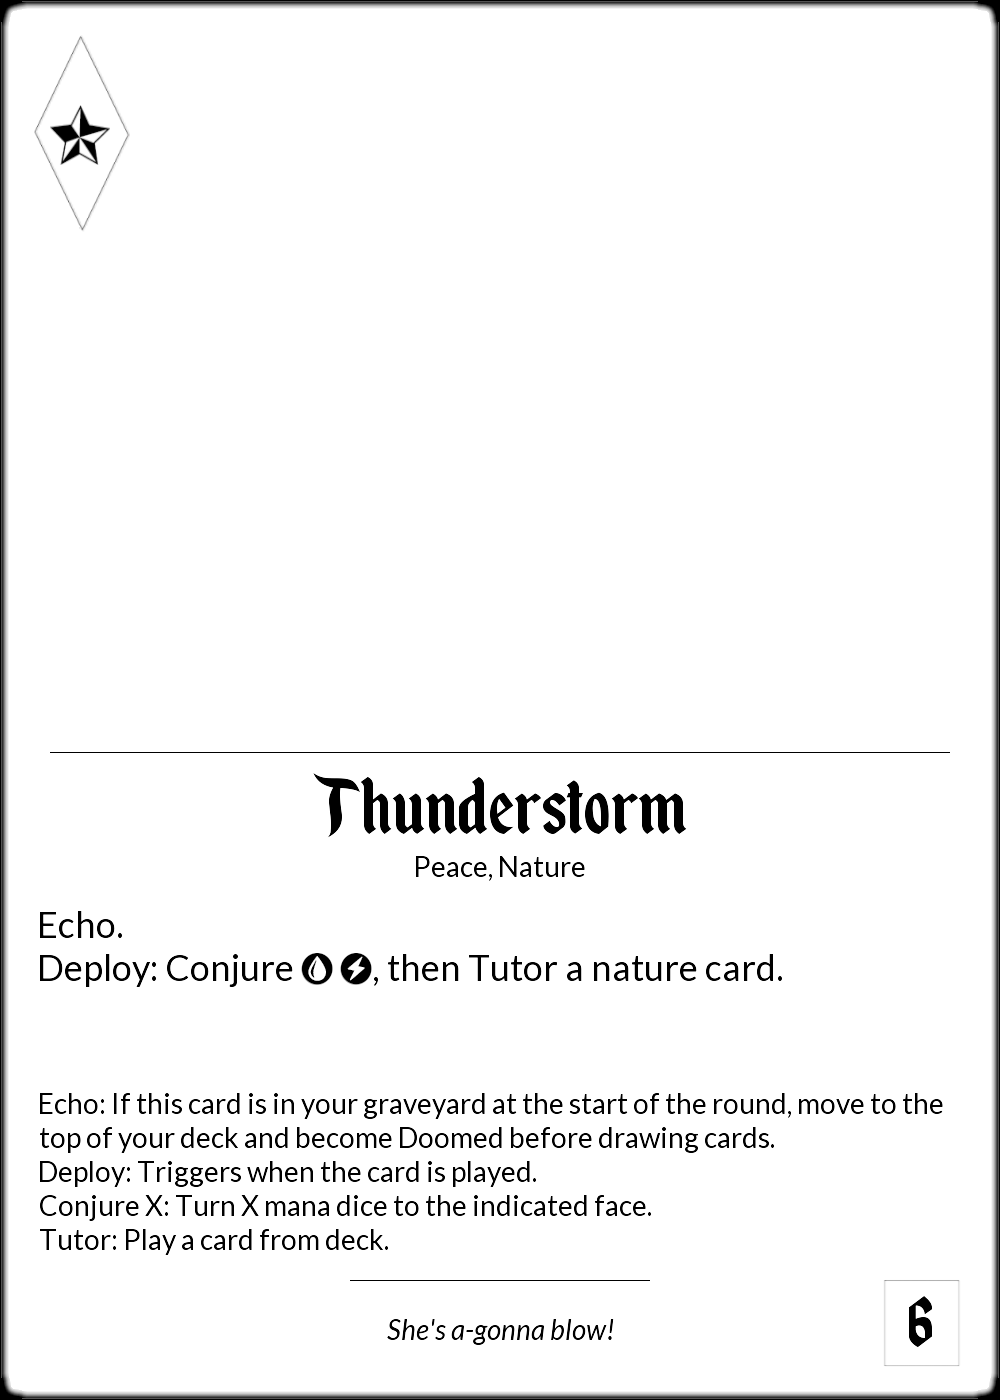 Thunderstorm
Peace, Nature
Echo.
Deploy: Conjure , then Tutor a nature card.
Echo: If this card is in your graveyard at the start of the round, move to the
top of your deck and become Doomed before drawing cards.
Deploy: Triggers when the card is played.
Conjure X: Turn X mana dice to the indicated face.
Tutor: Play a card from deck.
She's a-gonna blow!
6